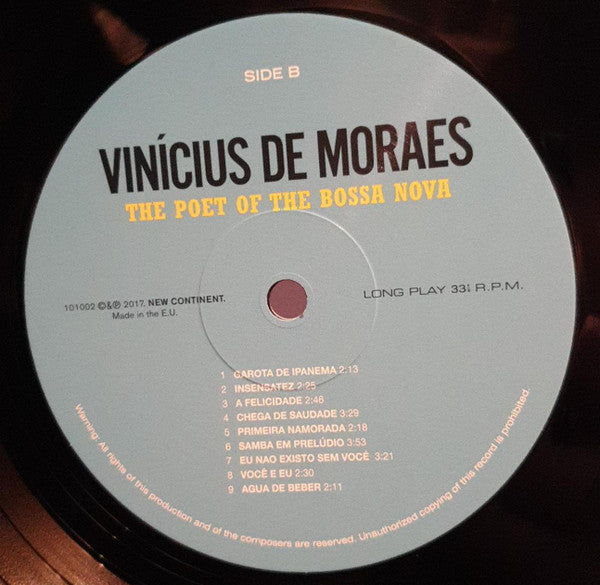 SIDE B
VINÍCIUS DE MORAES
THE POET OF THE BOSSA NOVA
101002 ©&℗ 2017. NEW CONTINENT.
Made in the E.U.
LONG PLAY 33⅓ R.P.M.
1 GAROTA DE IPANEMA 2:13
2 INSENSATEZ 2:25
3 A FELICIDADE 2:46
4 CHEGA DE SAUDADE 3:29
5 PRIMEIRA NAMORADA 2:18
6 SAMBA EM PRELÚDIO 3:53
7 EU NAO EXISTO SEM VOCÊ 3:21
8 VOCÊ E EU 2:30
9 AGUA DE BEBER 2:11
Warning: All rights of this production and of the composers are reserved. Unauthorized copying of this record is prohibited.